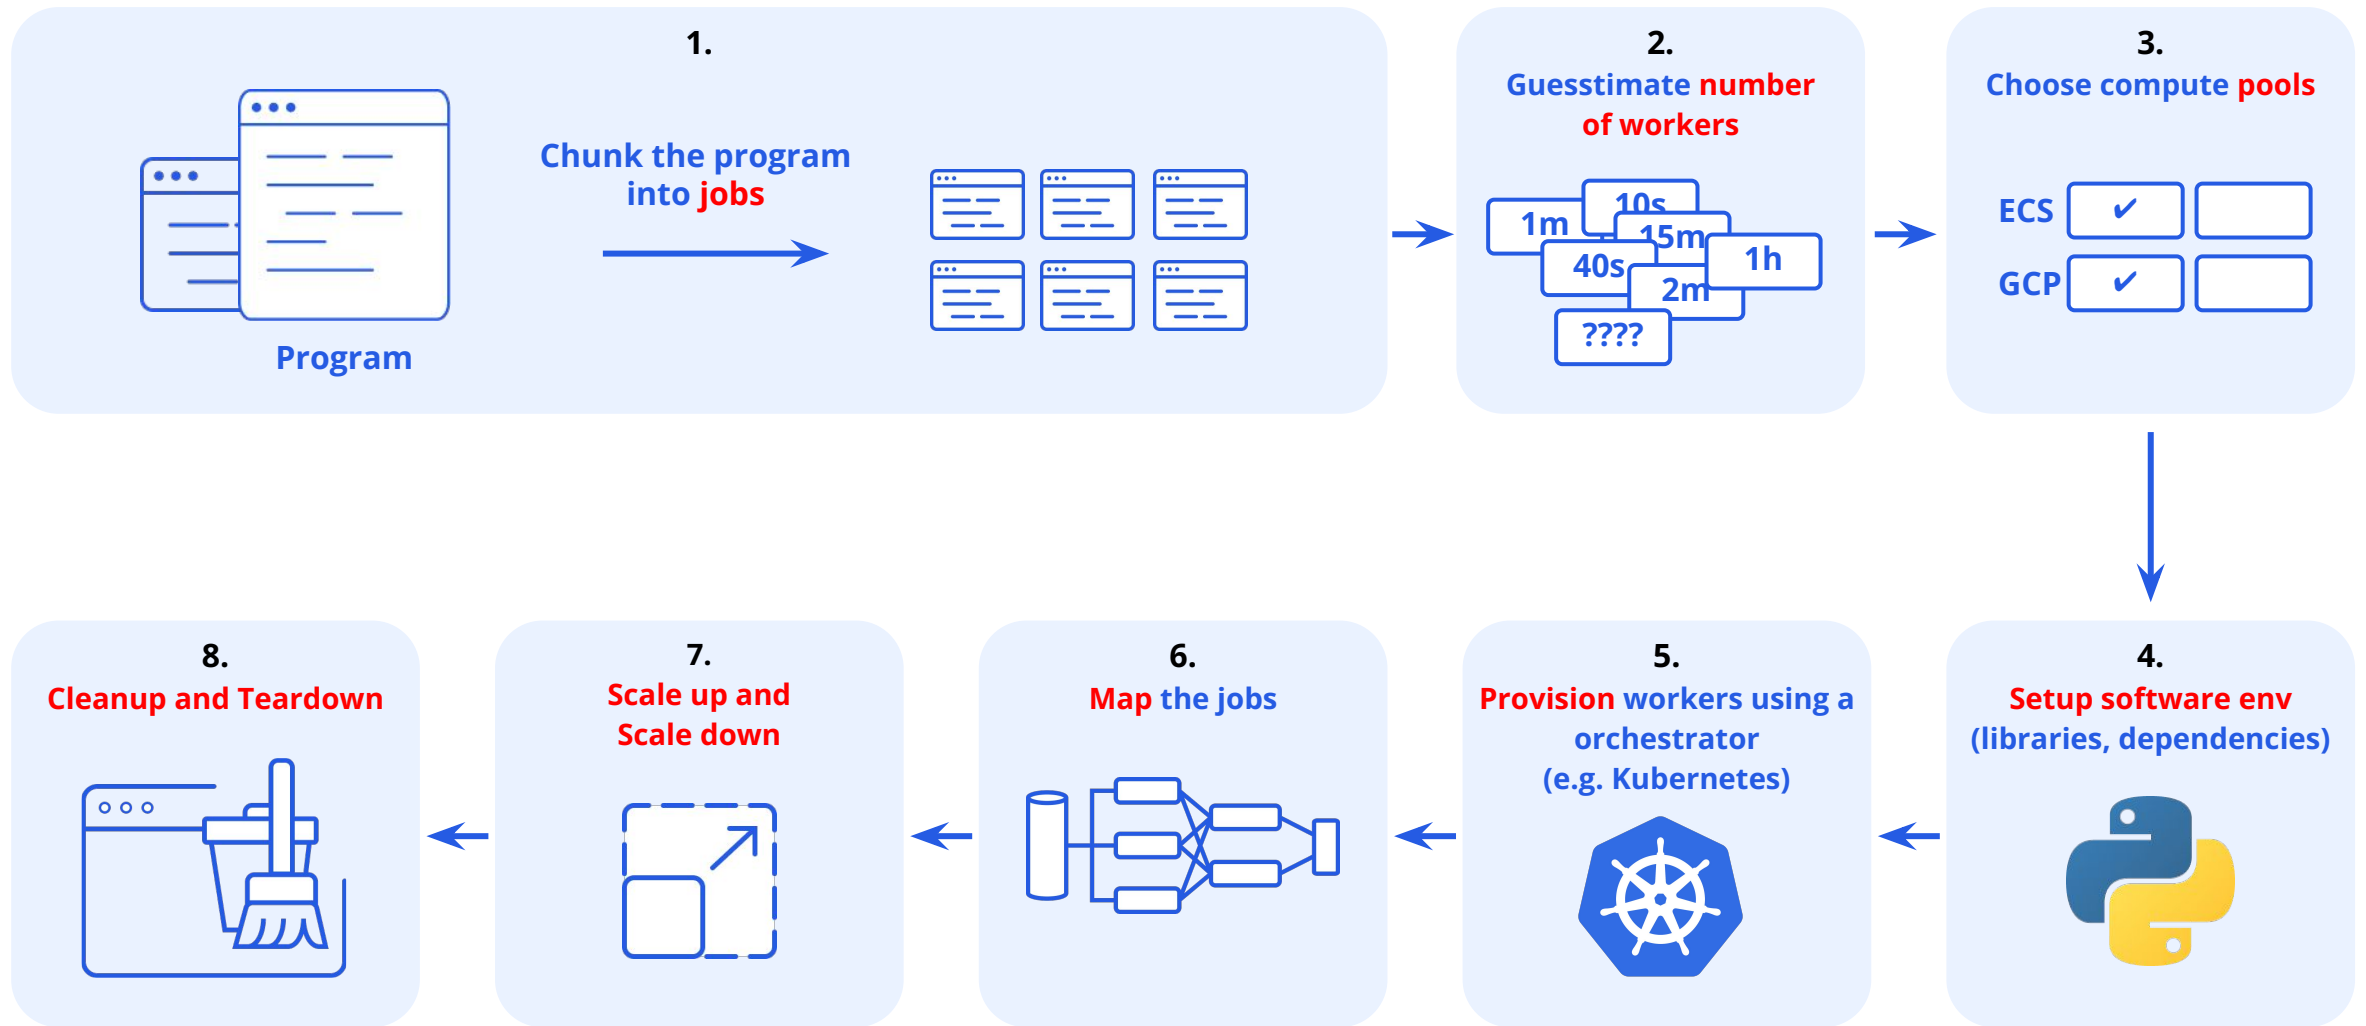 1.
Chunk the program
into jobs
Program
2.
Guesstimate number
of workers
10s
1m
15m
1h
40s
2m
????
3.
Choose compute pools
ECS ✔
GCP ✔
4.
Setup software env
(libraries, dependencies)
5.
Provision workers using a
orchestrator
(e.g. Kubernetes)
6.
Map the jobs
7.
Scale up and
Scale down
8.
Cleanup and Teardown